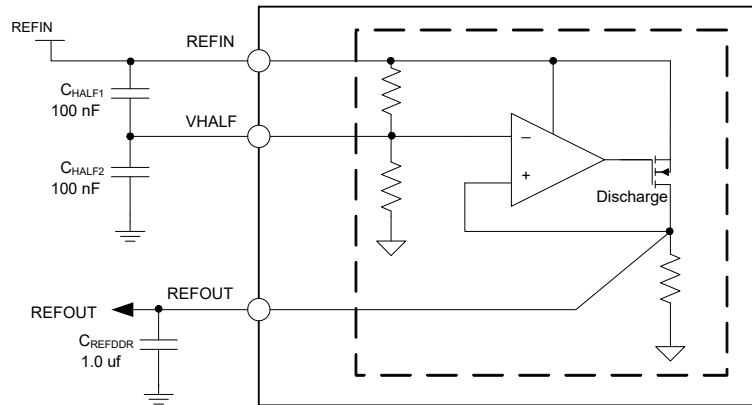 REFIN
REFIN
CHALF1
100 nF
VHALF
CHALF2
100 nF
−
+
Discharge
REFOUT
REFOUT
CREFDDR
1.0 uf